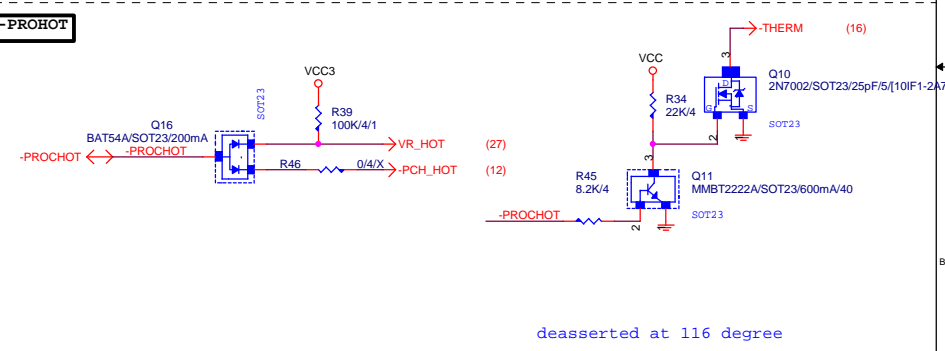 -PROHOT
-THERM
(16)
VCC3
VCC
3
D
G
S
Q10
2N7002/SOT23/25pF/5/[10IF1-2A7
SOT23
2
1
SOT23
R39
100K/4/1
R34
22K/4
Q16
BAT54A/SOT23/200mA
-PROCHOT
-PROCHOT
VR_HOT
(27)
R46
0/4/X
-PCH_HOT
(12)
3
R45
8.2K/4
Q11
MMBT2222A/SOT23/600mA/40
SOT23
-PROCHOT
2
1
B
deasserted at 116 degree